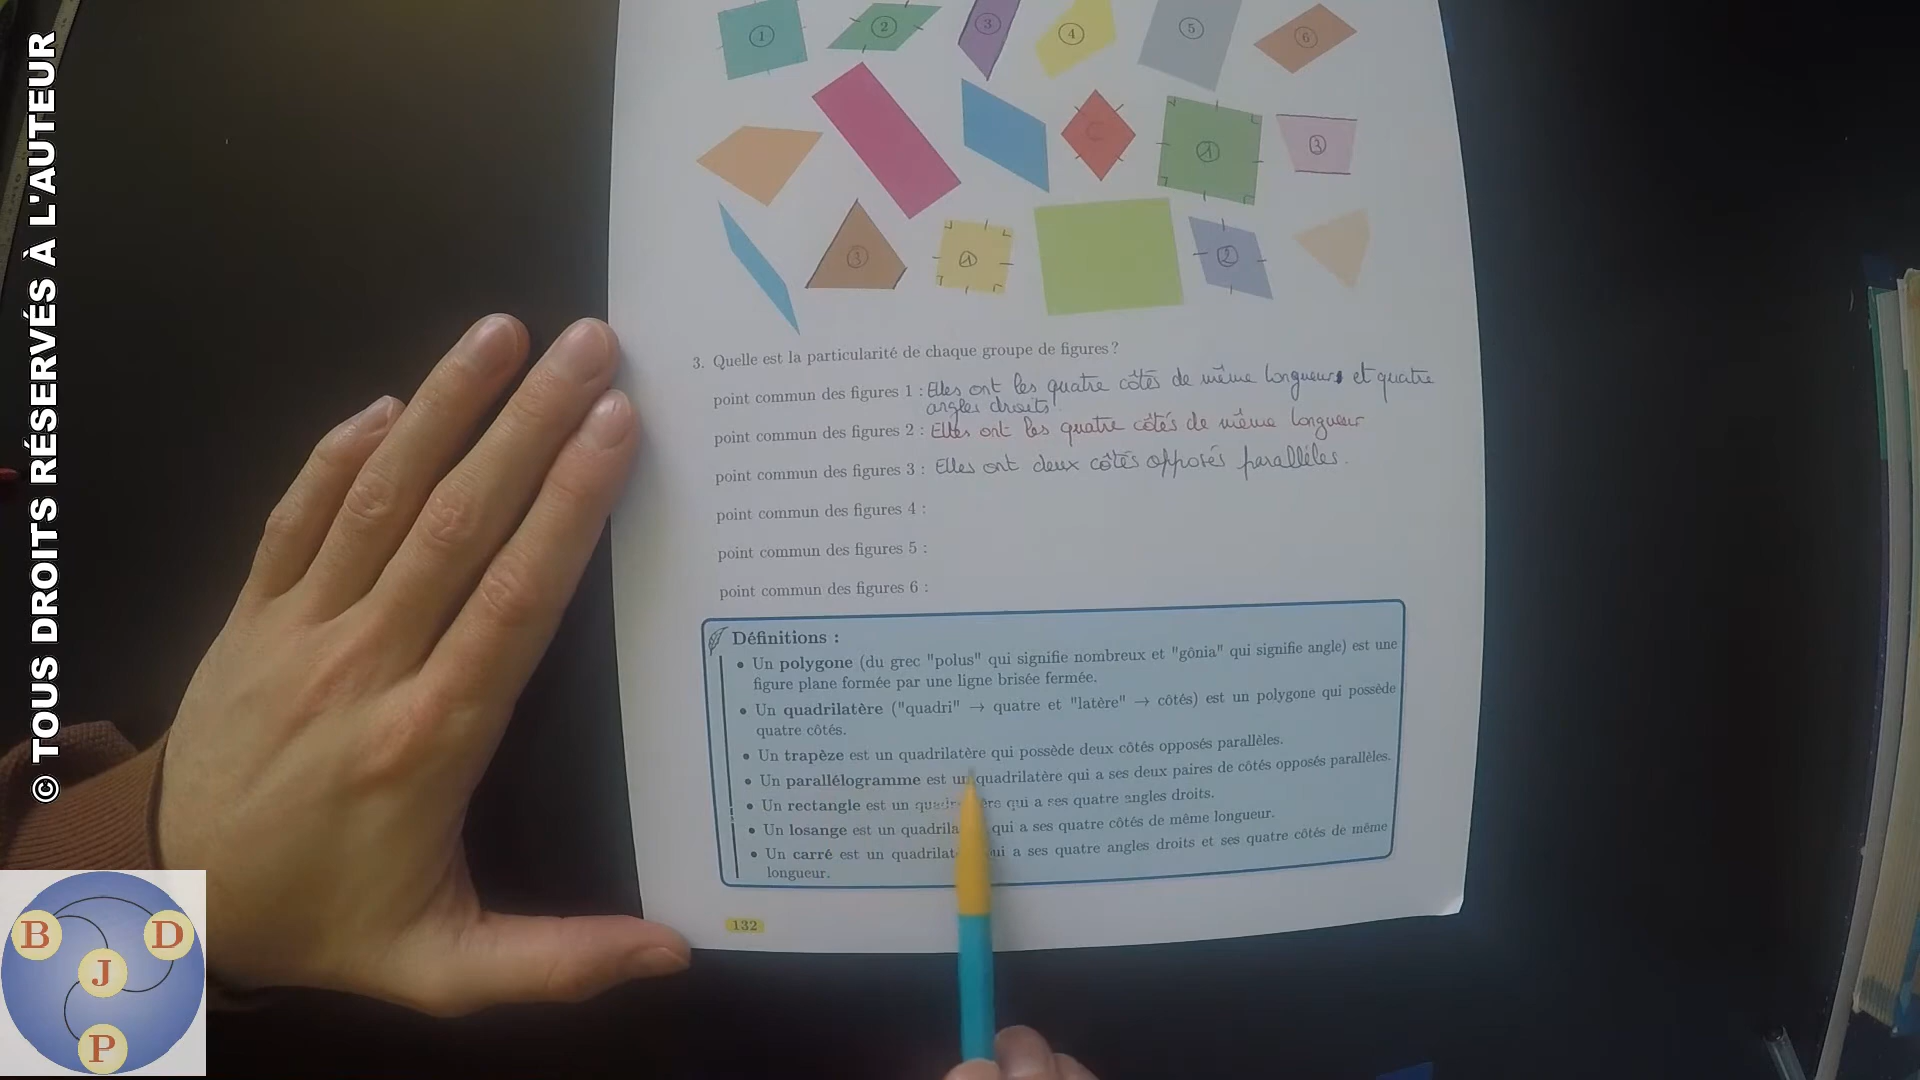 © TOUS DROITS RÉSERVÉS À L'AUTEUR
1
2
3
4
5
6
1
3
3
1
2
3. Quelle est la particularité de chaque groupe de figures ?
point commun des figures 1 : Elles ont les quatre côtés de même longueur et quatre
angles droits.
point commun des figures 2 : Elles ont les quatre côtés de même longueur
point commun des figures 3 : Elles ont deux côtés opposés parallèles.
point commun des figures 4 :
point commun des figures 5 :
point commun des figures 6 :
Définitions :
• Un polygone (du grec "polus" qui signifie nombreux et "gônia" qui signifie angle) est une
figure plane formée par une ligne brisée fermée.
• Un quadrilatère ("quadri" → quatre et "latère" → côtés) est un polygone qui possède
quatre côtés.
• Un trapèze est un quadrilatère qui possède deux côtés opposés parallèles.
• Un parallélogramme est un quadrilatère qui a ses deux paires de côtés opposés parallèles.
• Un rectangle est un qui a ses quatre angles droits.
• Un losange est un qui a ses quatre côtés de même longueur.
• Un carré est un qui a ses quatre angles droits et ses quatre côtés de même
longueur.
132
B
D
J
P